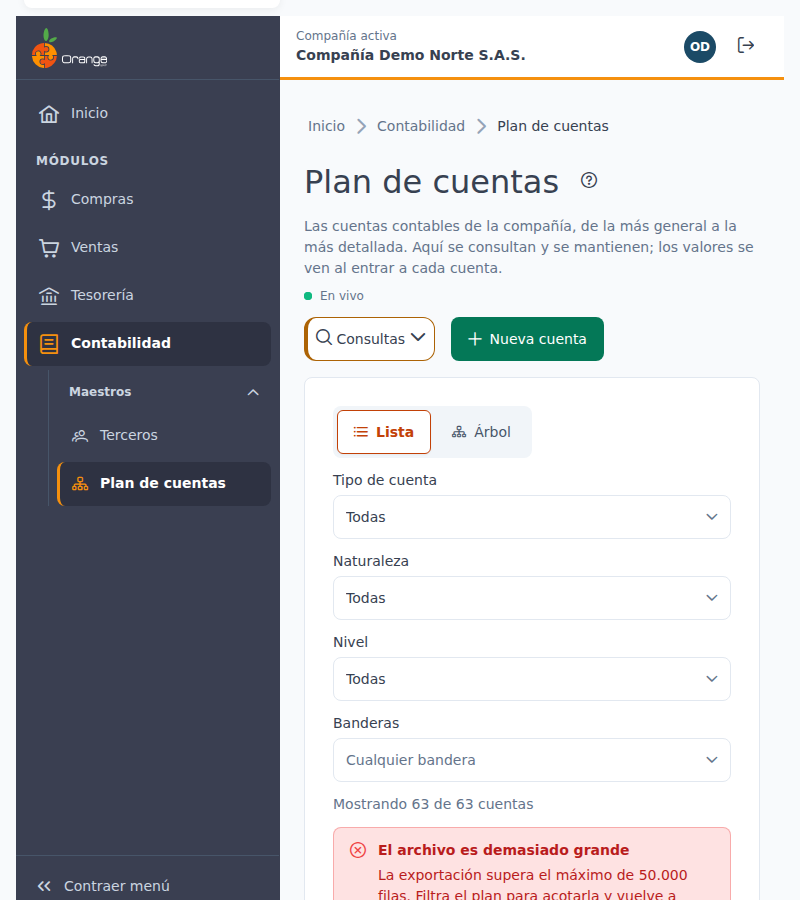 Orange
Inicio
MÓDULOS
Compras
Ventas
Tesorería
Contabilidad
Maestros
Terceros
Plan de cuentas
Contraer menú
Compañía activa
Compañía Demo Norte S.A.S.
OD
Inicio
Contabilidad
Plan de cuentas
Plan de cuentas
Las cuentas contables de la compañía, de la más general a la
más detallada. Aquí se consultan y se mantienen; los valores se
ven al entrar a cada cuenta.
En vivo
Consultas
Nueva cuenta
Lista
Árbol
Tipo de cuenta
Todas
Naturaleza
Todas
Nivel
Todas
Banderas
Cualquier bandera
Mostrando 63 de 63 cuentas
El archivo es demasiado grande
La exportación supera el máximo de 50.000
filas. Filtra el plan para acotarla y vuelve a